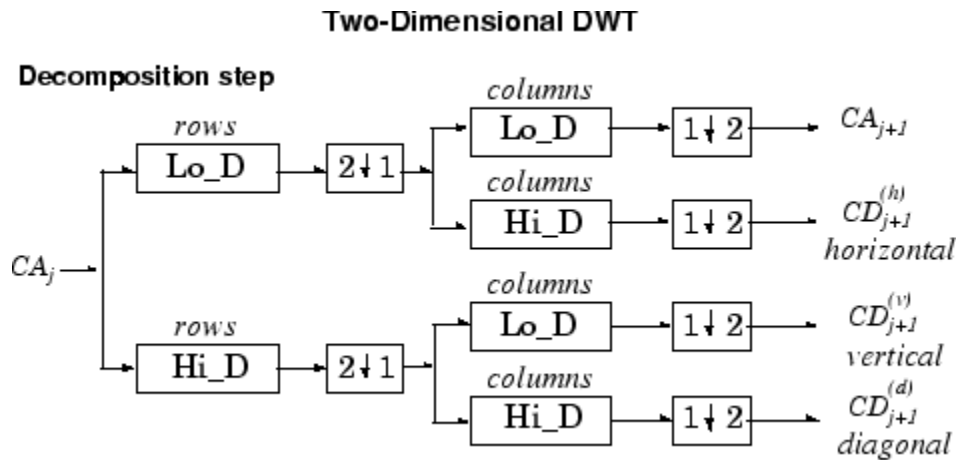 Two-Dimensional DWT
Decomposition step
columns
rows
Lo_D
1↓2
CA_{j+1}
Lo_D
2↓1
columns
Hi_D
1↓2
CD_{j+1}^{(h)}
horizontal
CA_j
columns
rows
Lo_D
1↓2
CD_{j+1}^{(v)}
vertical
Hi_D
2↓1
columns
Hi_D
1↓2
CD_{j+1}^{(d)}
diagonal